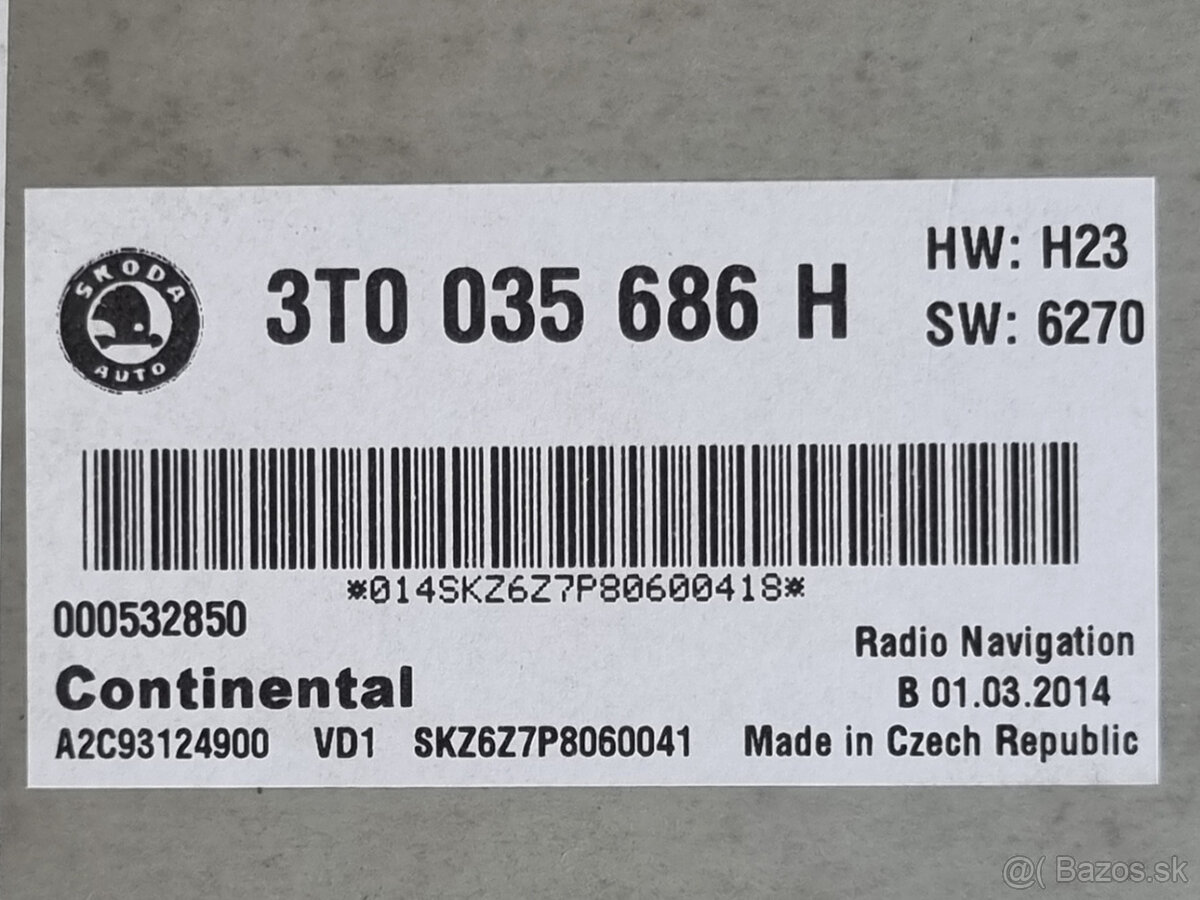 SKODA
AUTO
3T0 035 686 H
HW: H23
SW: 6270
*014SKZ6Z7P80600418*
000532850
Continental
A2C93124900 VD1 SKZ6Z7P8060041
Radio Navigation
B 01.03.2014
Made in Czech Republic
@( Bazos.sk